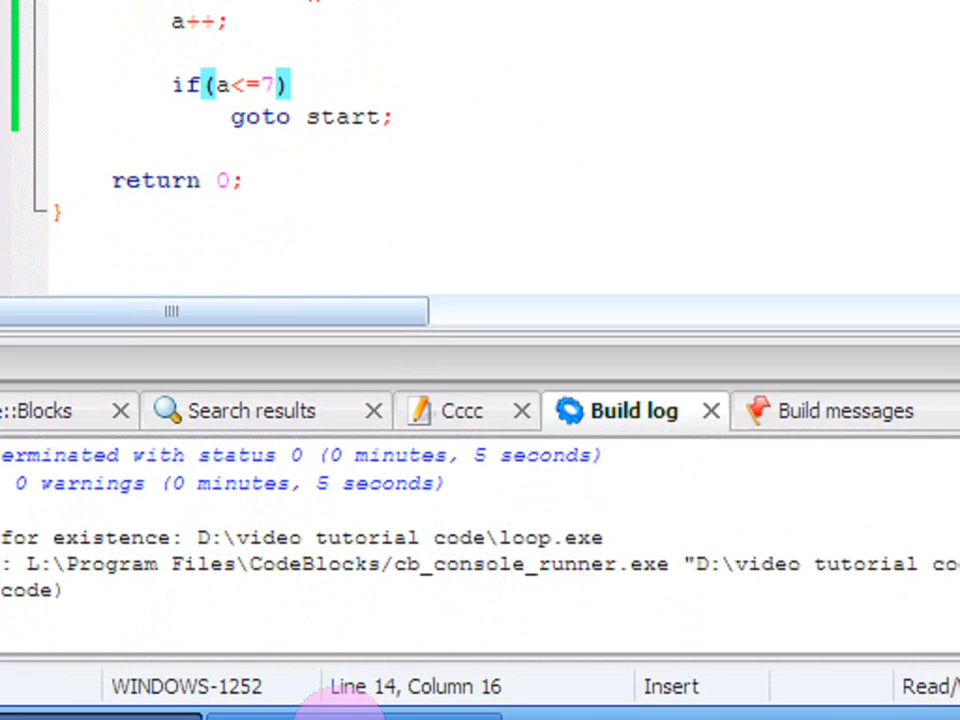 a++;
if(a<=7)
goto start;
return 0;
}
::Blocks
Search results
Cccc
Build log
Build messages
erminated with status 0 (0 minutes, 5 seconds)
0 warnings (0 minutes, 5 seconds)
for existence: D:\video tutorial code\loop.exe
: L:\Program Files\CodeBlocks/cb_console_runner.exe "D:\video tutorial co
code)
WINDOWS-1252
Line 14, Column 16
Insert
Read/